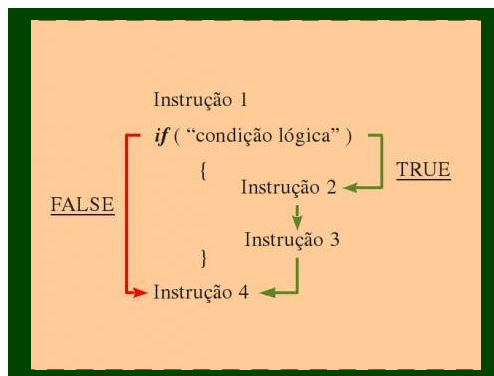 Instrução 1
if ( “condição lógica” )
{
TRUE
Instrução 2
FALSE
Instrução 3
}
Instrução 4